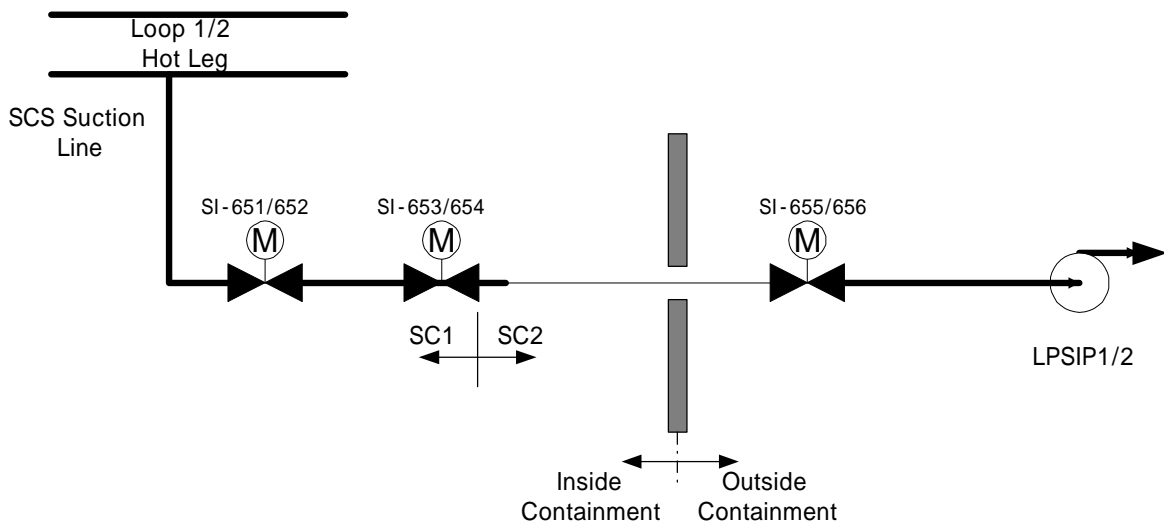 Loop 1/2
Hot Leg
SCS Suction
Line
SI-651/652
SI-653/654
SI-655/656
M
M
M
SC1
SC2
LPSIP1/2
Inside
Containment
Outside
Containment